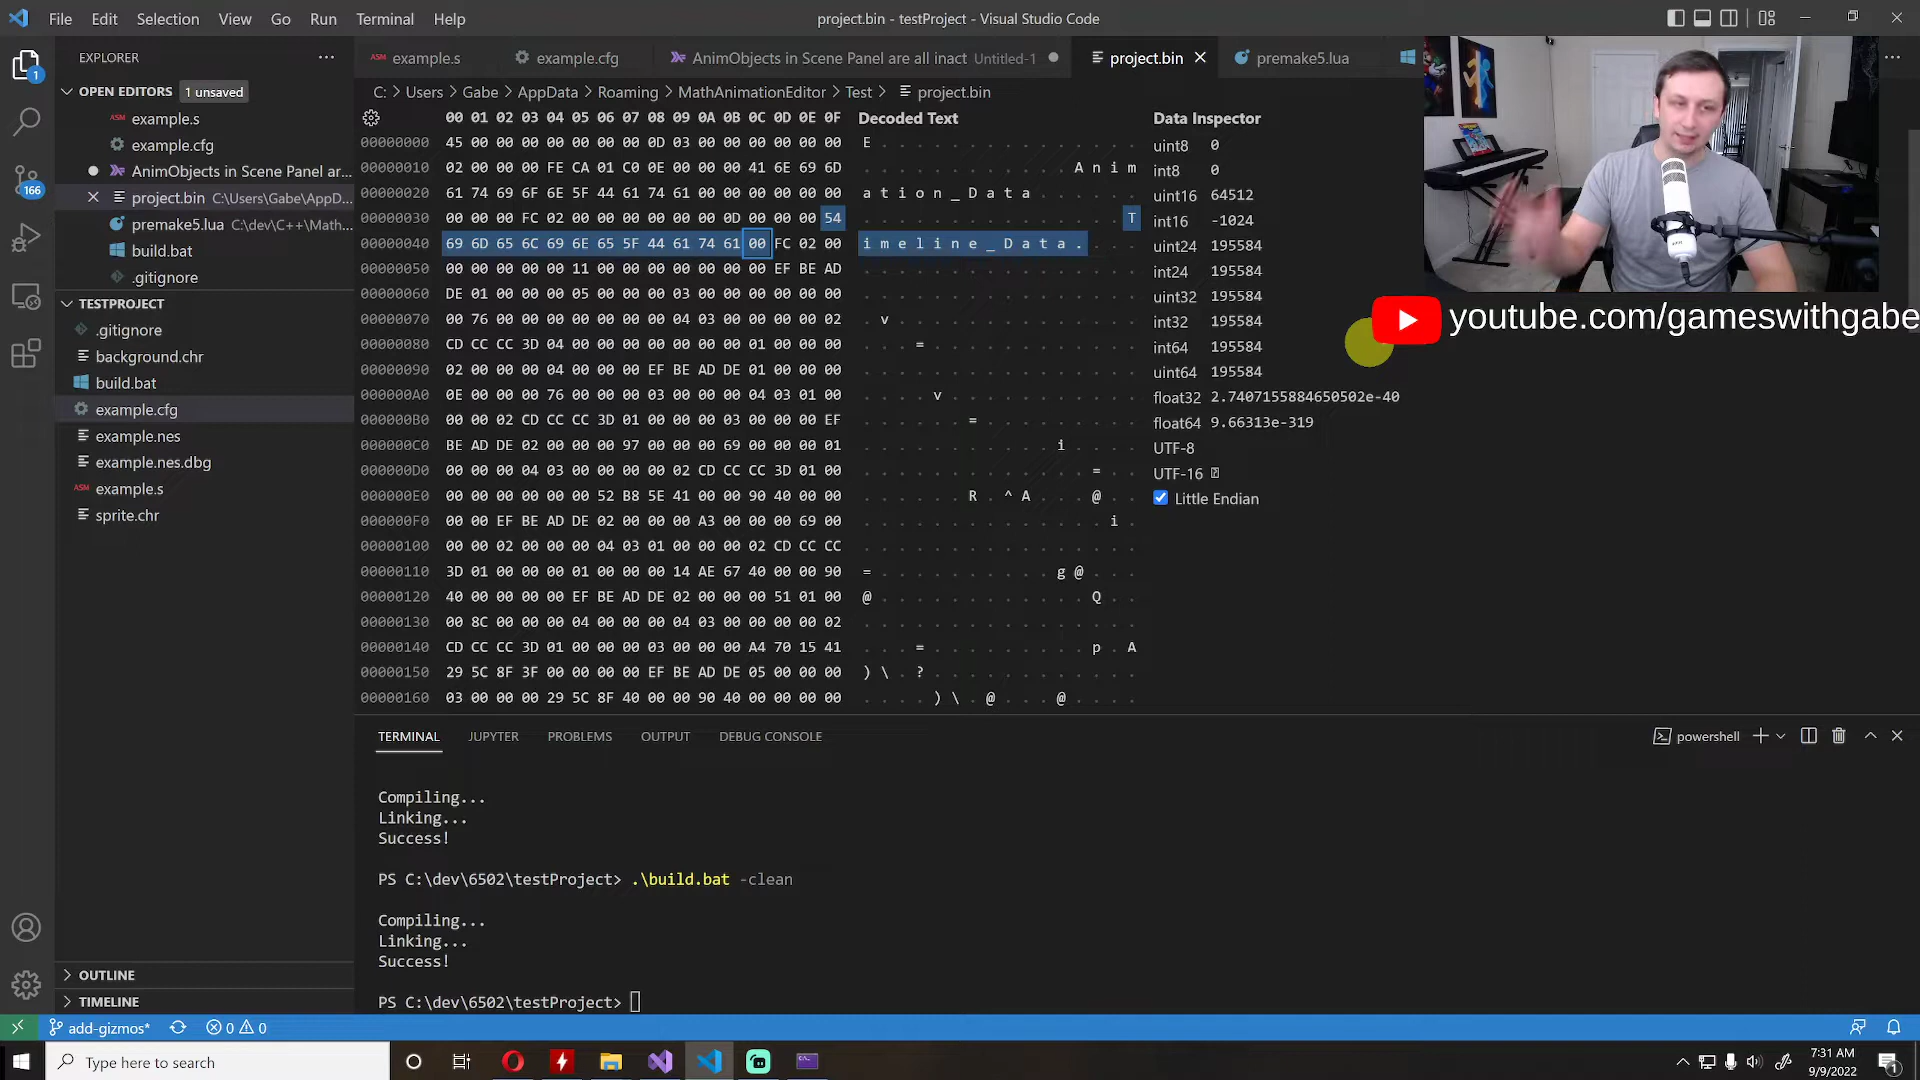 File Edit Selection View Go Run Terminal Help
project.bin - testProject - Visual Studio Code
EXPLORER
OPEN EDITORS 1 unsaved
example.s
example.cfg
AnimObjects in Scene Panel ar...
project.bin C:\Users\Gabe\AppD...
premake5.lua C:\dev\C++\Math...
build.bat
.gitignore
TESTPROJECT
.gitignore
background.chr
build.bat
example.cfg
example.nes
example.nes.dbg
example.s
sprite.chr
OUTLINE
TIMELINE
1
166
example.s example.cfg AnimObjects in Scene Panel are all inact Untitled-1 project.bin premake5.lua
C: > Users > Gabe > AppData > Roaming > MathAnimationEditor > Test > project.bin
00 01 02 03 04 05 06 07 08 09 0A 0B 0C 0D 0E 0F Decoded Text
00000000 45 00 00 00 00 00 00 0D 03 00 00 00 00 00 00 00 E . . . . . . . . . . . . . . .
00000010 02 00 00 00 FE CA 01 C0 0E 00 00 00 41 6E 69 6D . . . . . . . . . . . . A n i m
00000020 61 74 69 6F 6E 5F 44 61 74 61 00 00 00 00 00 00 a t i o n _ D a t a . . . . . .
00000030 00 00 00 FC 02 00 00 00 00 00 00 0D 00 00 00 54 . . . . . . . . . . . . . . . T
00000040 69 6D 65 6C 69 6E 65 5F 44 61 74 61 00 FC 02 00 i m e l i n e _ D a t a . . . .
00000050 00 00 00 00 00 11 00 00 00 00 00 00 00 EF BE AD . . . . . . . . . . . . . . . .
00000060 DE 01 00 00 00 05 00 00 00 03 00 00 00 00 00 00 . . . . . . . . . . . . . . . .
00000070 00 76 00 00 00 00 00 00 00 04 03 00 00 00 00 02 . v . . . . . . . . . . . . . .
00000080 CD CC CC 3D 04 00 00 00 00 00 00 00 01 00 00 00 . . . = . . . . . . . . . . . .
00000090 02 00 00 00 04 00 00 00 EF BE AD DE 01 00 00 00 . . . . . . . . . . . . . . . .
000000A0 0E 00 00 00 76 00 00 00 03 00 00 00 04 03 01 00 . . . . v . . . . . . . . . . .
000000B0 00 00 02 CD CC CC 3D 01 00 00 00 03 00 00 00 EF . . . . . . = . . . . . . . . .
000000C0 BE AD DE 02 00 00 00 97 00 00 00 69 00 00 00 01 . . . . . . . . . . . i . . . .
000000D0 00 00 00 04 03 00 00 00 00 02 CD CC CC 3D 01 00 . . . . . . . . . . . . . = . .
000000E0 00 00 00 00 00 00 52 B8 5E 41 00 00 90 40 00 00 . . . . . . R . ^ A . . . @ . .
000000F0 00 00 EF BE AD DE 02 00 00 00 A3 00 00 00 69 00 . . . . . . . . . . . . . . i .
00000100 00 00 02 00 00 00 04 03 01 00 00 00 02 CD CC CC . . . . . . . . . . . . . . . .
00000110 3D 01 00 00 00 01 00 00 00 14 AE 67 40 00 00 90 = . . . . . . . . . . g @ . . .
00000120 40 00 00 00 00 EF BE AD DE 02 00 00 00 51 01 00 @ . . . . . . . . . . . . Q . .
00000130 00 8C 00 00 00 04 00 00 00 04 03 00 00 00 00 02 . . . . . . . . . . . . . . . .
00000140 CD CC CC 3D 01 00 00 00 03 00 00 00 A4 70 15 41 . . . = . . . . . . . . . p . A
00000150 29 5C 8F 3F 00 00 00 00 EF BE AD DE 05 00 00 00 ) \ . ? . . . . . . . . . . . .
00000160 03 00 00 00 29 5C 8F 40 00 00 90 40 00 00 00 00 . . . . ) \ . @ . . . @ . . . .
Data Inspector
uint8 0
int8 0
uint16 64512
int16 -1024
uint24 195584
int24 195584
uint32 195584
int32 195584
int64 195584
uint64 195584
float32 2.7407155884650502e-40
float64 9.66313e-319
UTF-8
UTF-16
Little Endian
youtube.com/gameswithgabe
TERMINAL JUPYTER PROBLEMS OUTPUT DEBUG CONSOLE
powershell
Compiling...
Linking...
Success!
PS C:\dev\6502\testProject> .\build.bat -clean
Compiling...
Linking...
Success!
PS C:\dev\6502\testProject>
add-gizmos* 0 0
Type here to search
7:31 AM
9/9/2022
1